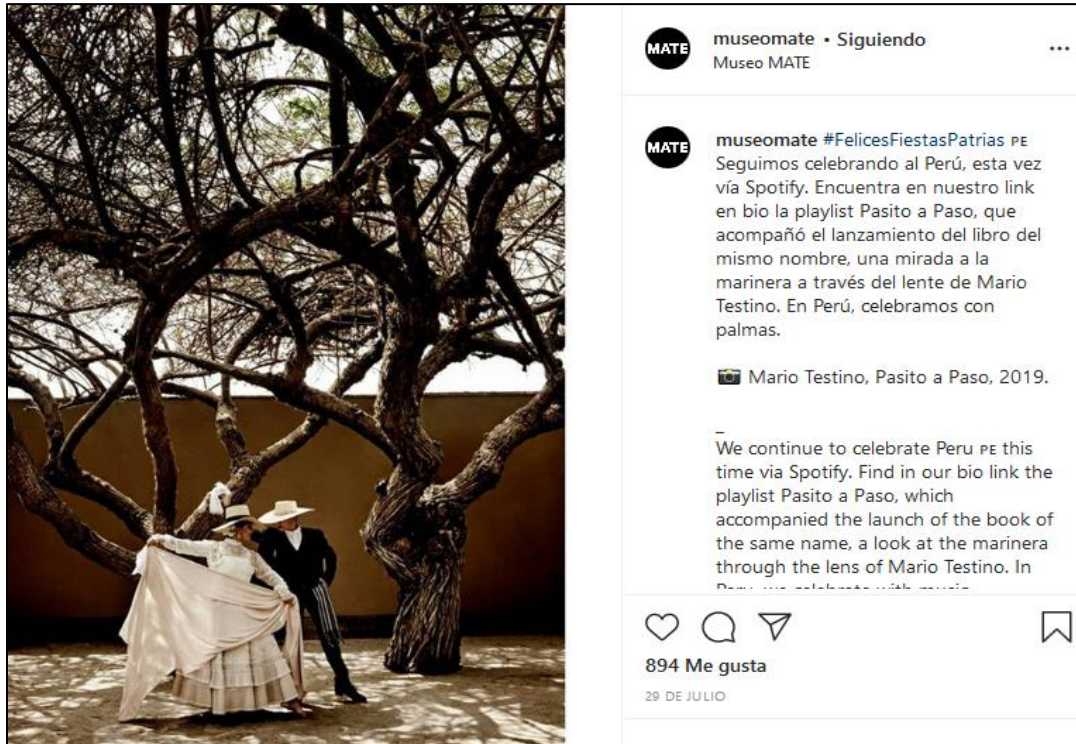 MATE
museomate • Siguiendo
Museo MATE
MATE
museomate #FelicesFiestasPatrias PE
Seguimos celebrando al Perú, esta vez
vía Spotify. Encuentra en nuestro link
en bio la playlist Pasito a Paso, que
acompañó el lanzamiento del libro del
mismo nombre, una mirada a la
marinera a través del lente de Mario
Testino. En Perú, celebramos con
palmas.
Mario Testino, Pasito a Paso, 2019.
_
We continue to celebrate Peru PE this
time via Spotify. Find in our bio link the
playlist Pasito a Paso, which
accompanied the launch of the book of
the same name, a look at the marinera
through the lens of Mario Testino. In
Peru, we celebrate with music
894 Me gusta
29 DE JULIO